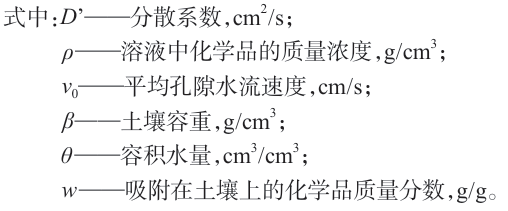 式中:D’——分散系数,cm²/s;
ρ——溶液中化学品的质量浓度,g/cm³;
v₀——平均孔隙水流速度,cm/s;
β——土壤容重,g/cm³;
θ——容积水量,cm³/cm³;
w——吸附在土壤上的化学品质量分数,g/g。